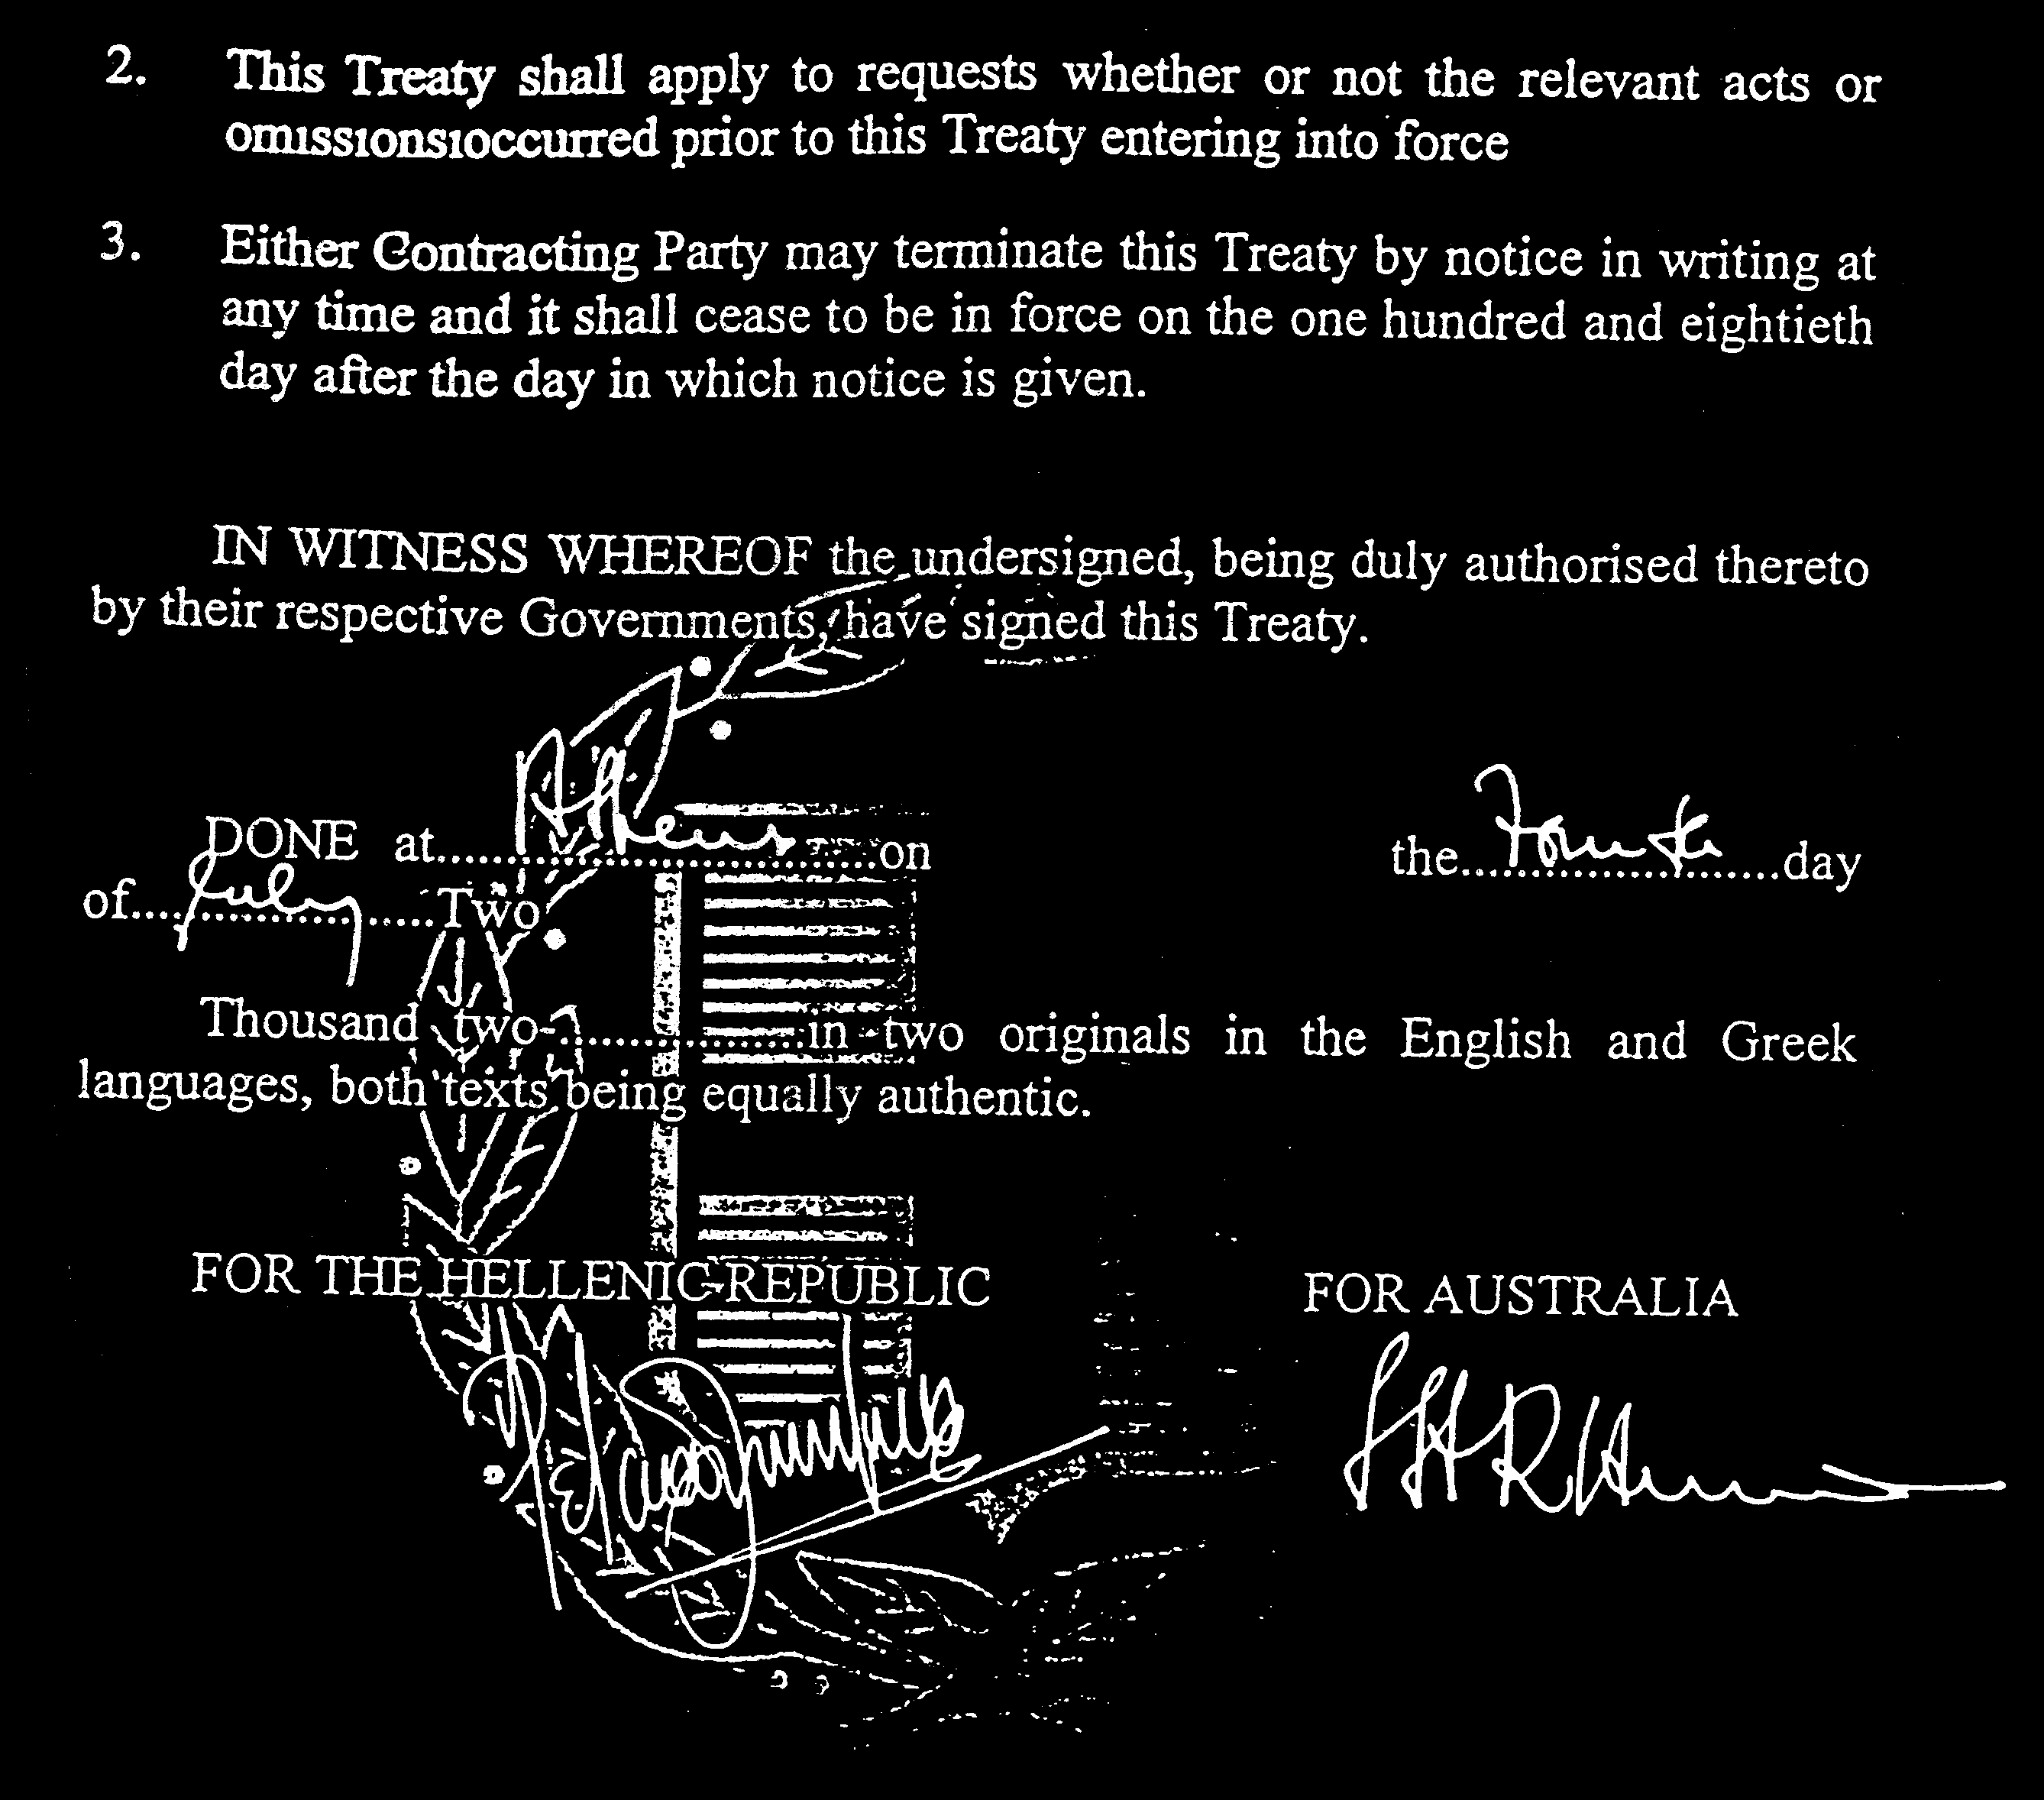 2. This Treaty shall apply to requests whether or not the relevant acts or
omissionsıoccurred prior to this Treaty entering into force
3. Either Contracting Party may terminate this Treaty by notice in writing at
any time and it shall cease to be in force on the one hundred and eightieth
day after the day in which notice is given.
IN WITNESS WHEREOF the undersigned, being duly authorised thereto
by their respective Governments, have signed this Treaty.
DONE at......Athens......on the......Fourth......day
of....July.....Two
Thousand two-..............in two originals in the English and Greek
languages, both texts being equally authentic.
FOR THE HELLENIC REPUBLIC FOR AUSTRALIA